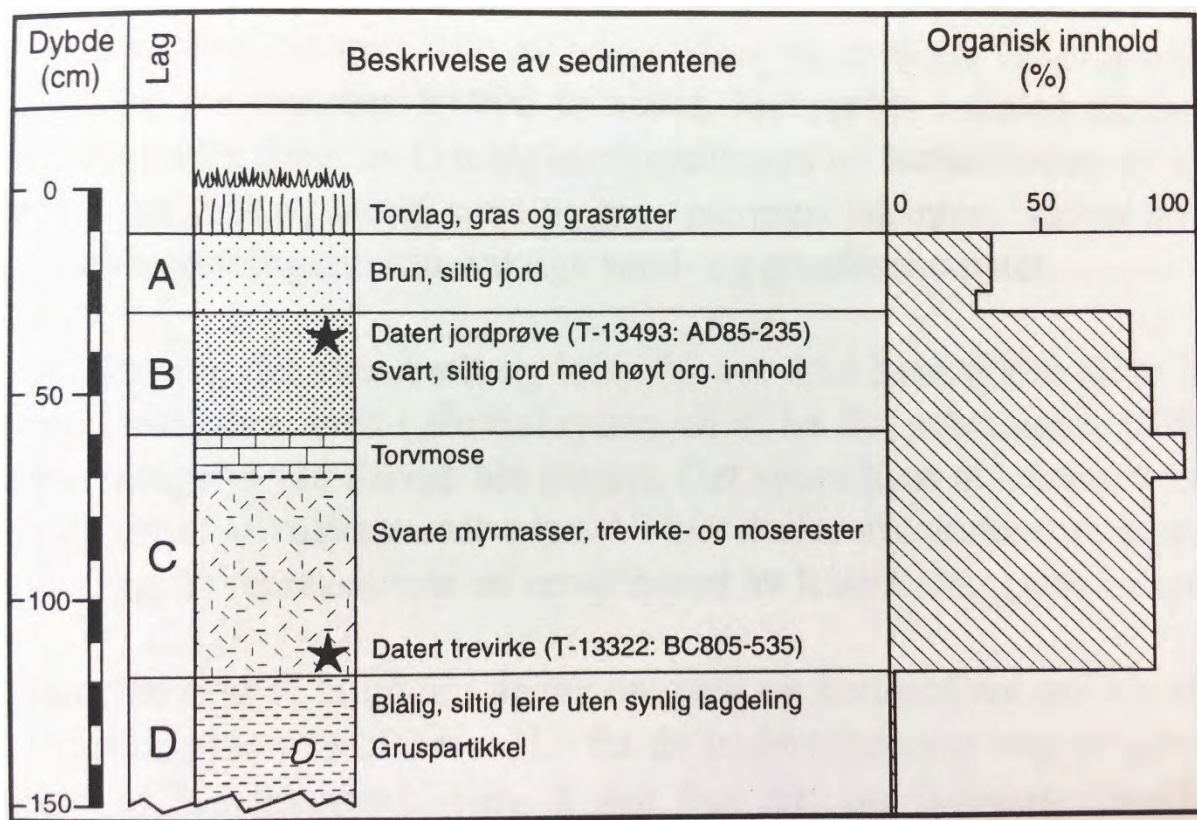 Dybde
(cm)
Lag
Beskrivelse av sedimentene
Organisk innhold
(%)
0
0 50 100
Torvlag, gras og grasrøtter
A
Brun, siltig jord
Datert jordprøve (T-13493: AD85-235)
B
Svart, siltig jord med høyt org. innhold
50
Torvmose
C
Svarte myrmasser, trevirke- og moserester
100
Datert trevirke (T-13322: BC805-535)
Blålig, siltig leire uten synlig lagdeling
D
Gruspartikkel
150